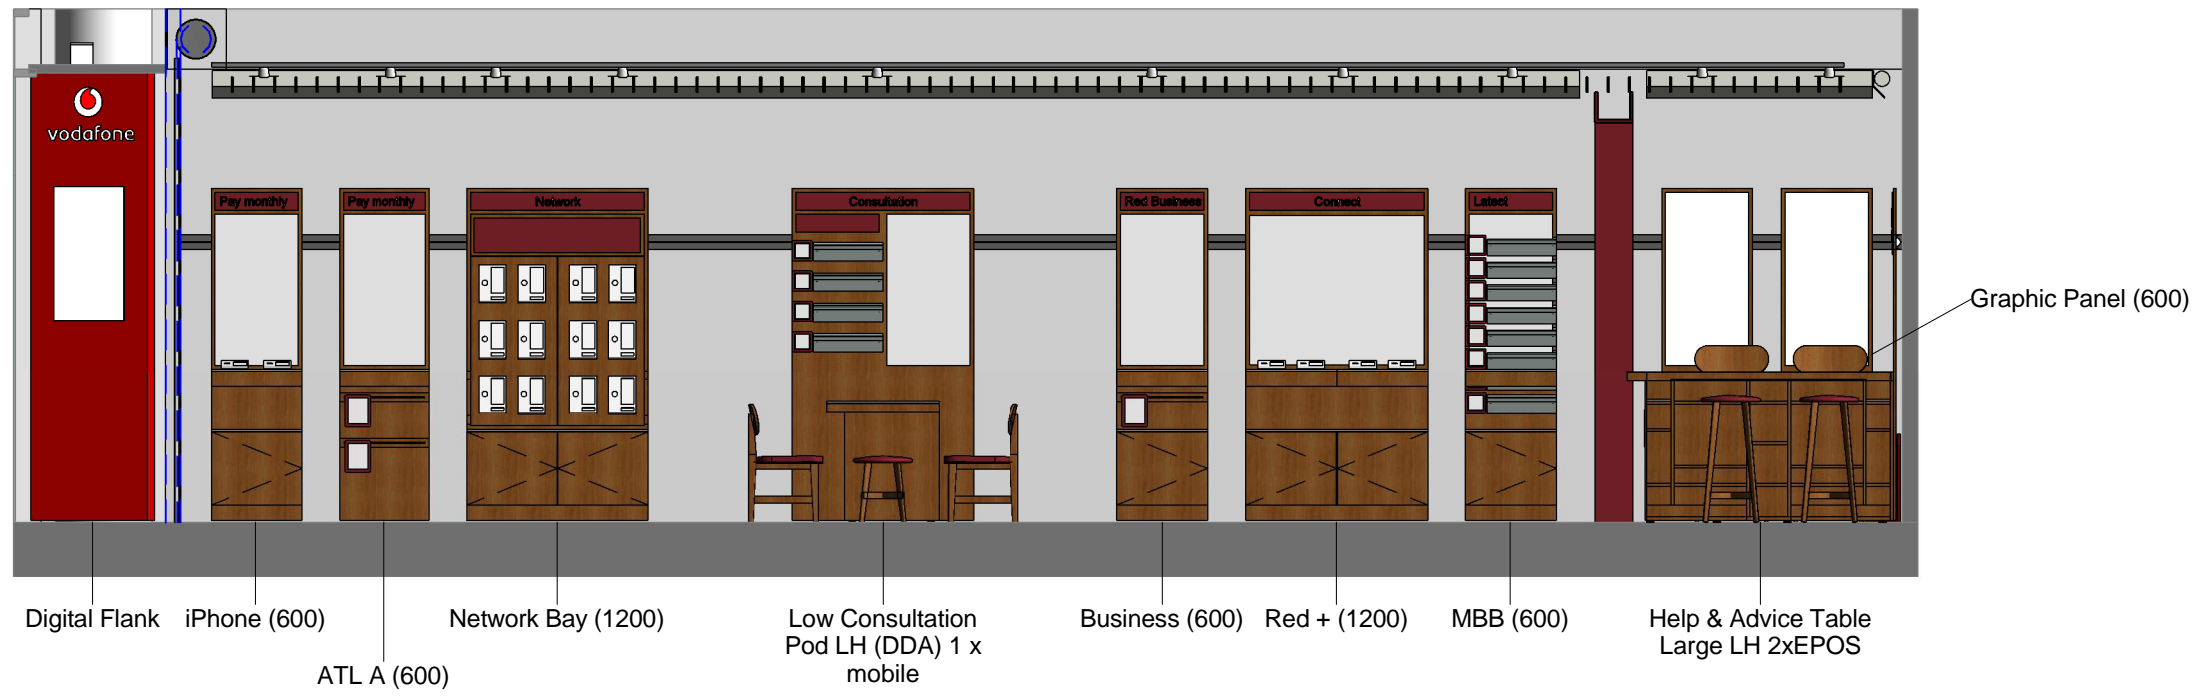 vodafone
Pay monthly
Pay monthly
Network
Consultation
Red Business
Connect
Latest
Graphic Panel (600)
Digital Flank
iPhone (600)
ATL A (600)
Network Bay (1200)
Low Consultation
Pod LH (DDA) 1 x
mobile
Business (600)
Red + (1200)
MBB (600)
Help & Advice Table
Large LH 2xEPOS